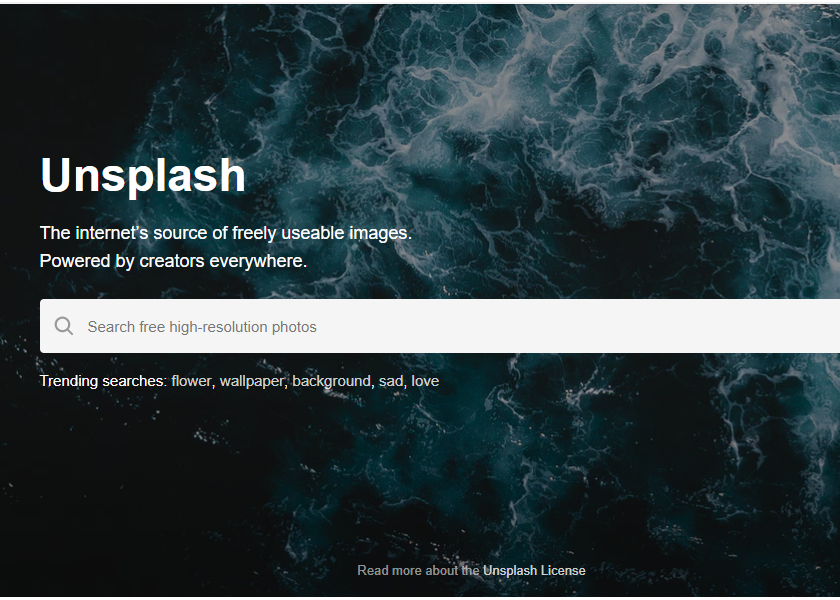 Unsplash
The internet's source of freely useable images.
Powered by creators everywhere.
Search free high-resolution photos
Trending searches: flower, wallpaper, background, sad, love
Read more about the Unsplash License